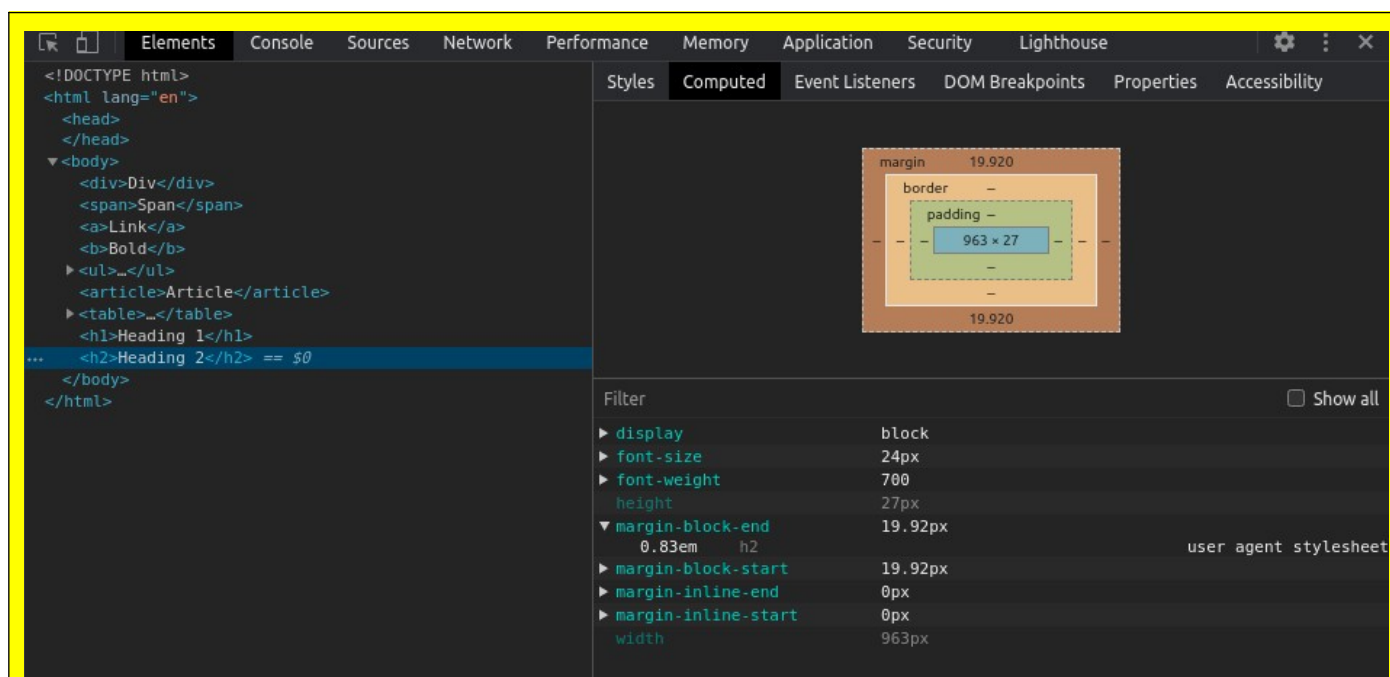 Elements Console Sources Network Performance Memory Application Security Lighthouse
<!DOCTYPE html>
<html lang="en">
<head>
</head>
▼<body>
<div>Div</div>
<span>Span</span>
<a>Link</a>
<b>Bold</b>
▶<ul>…</ul>
<article>Article</article>
▶<table>…</table>
<h1>Heading 1</h1>
… <h2>Heading 2</h2> == $0
</body>
</html>
Styles Computed Event Listeners DOM Breakpoints Properties Accessibility
margin 19.920
border –
padding –
– – – 963 × 27 – – –
–
–
19.920
Filter Show all
▶ display block
▶ font-size 24px
▶ font-weight 700
height 27px
▼ margin-block-end 19.92px
0.83em h2 user agent stylesheet
▶ margin-block-start 19.92px
▶ margin-inline-end 0px
▶ margin-inline-start 0px
width 963px